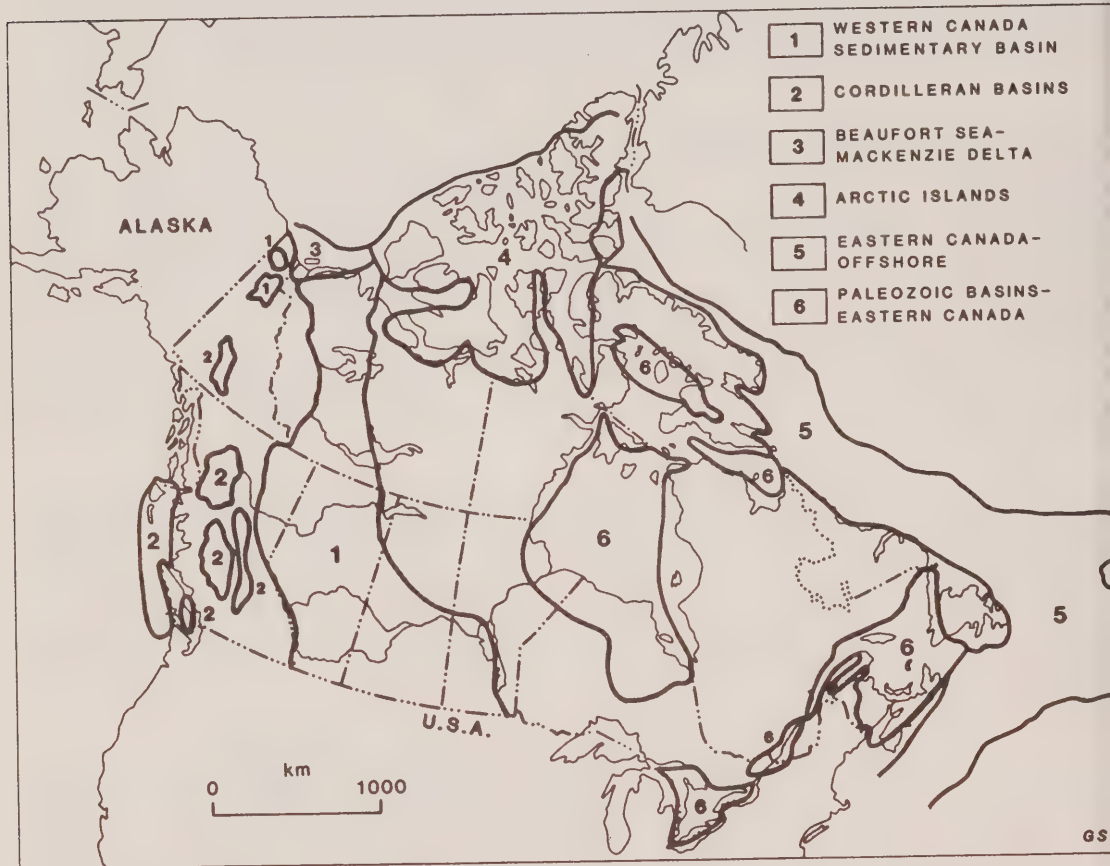 1 WESTERN CANADA
SEDIMENTARY BASIN
2 CORDILLERAN BASINS
3 BEAUFORT SEA–
MACKENZIE DELTA
4 ARCTIC ISLANDS
5 EASTERN CANADA–
OFFSHORE
6 PALEOZOIC BASINS–
EASTERN CANADA
ALASKA
1
3
4
1
2
6
5
6
2
2
2
2
2
1
6
5
6
6
6
U.S.A.
km
0 1000
GS